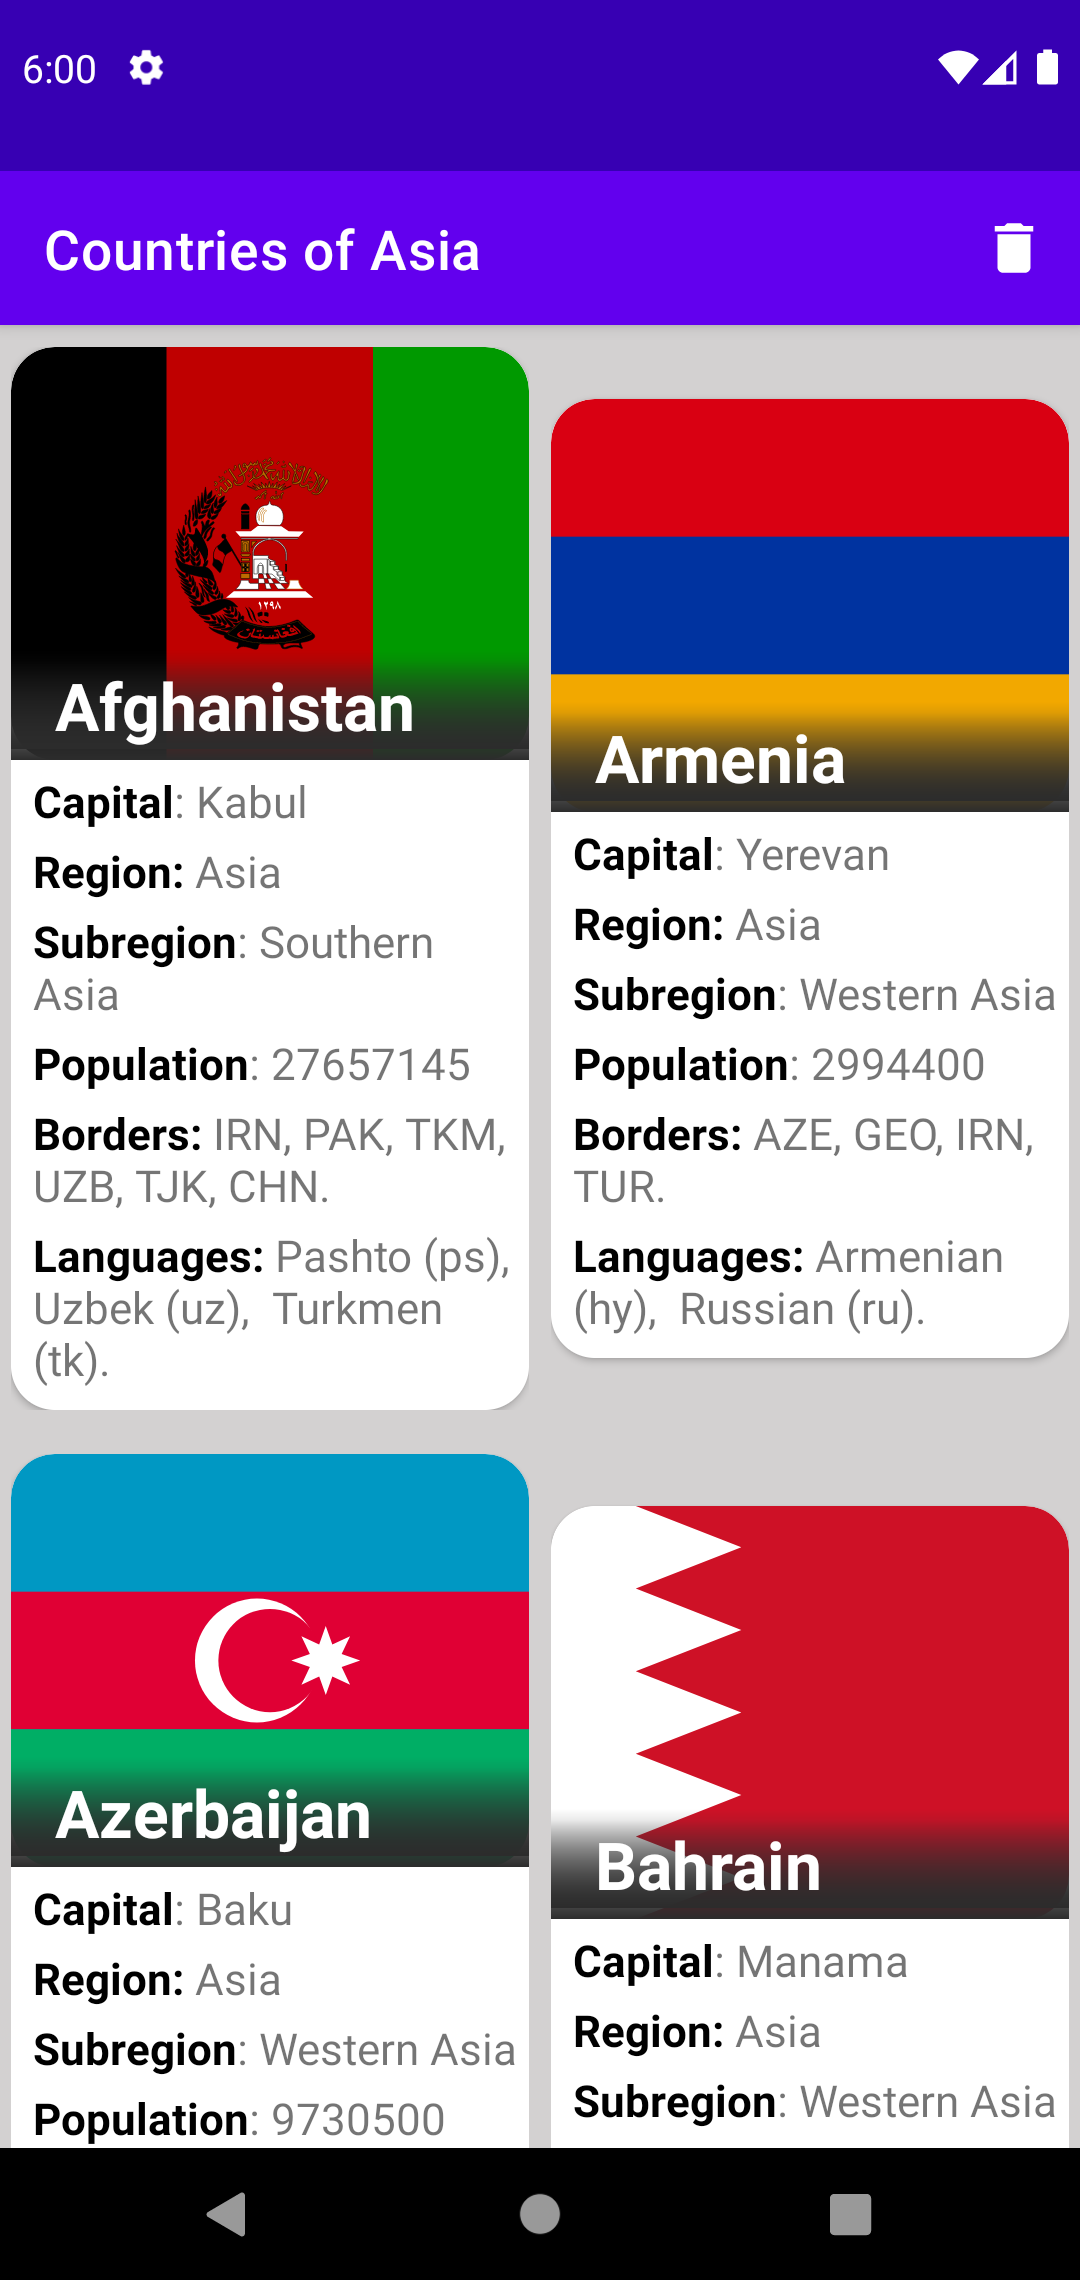 6:00
Countries of Asia
١٢٩٨
افغانستان
Afghanistan
Capital: Kabul
Region: Asia
Subregion: Southern
Asia
Population: 27657145
Borders: IRN, PAK, TKM,
UZB, TJK, CHN.
Languages: Pashto (ps),
Uzbek (uz),  Turkmen
(tk).
Armenia
Capital: Yerevan
Region: Asia
Subregion: Western Asia
Population: 2994400
Borders: AZE, GEO, IRN,
TUR.
Languages: Armenian
(hy),  Russian (ru).
Azerbaijan
Capital: Baku
Region: Asia
Subregion: Western Asia
Population: 9730500
Bahrain
Capital: Manama
Region: Asia
Subregion: Western Asia